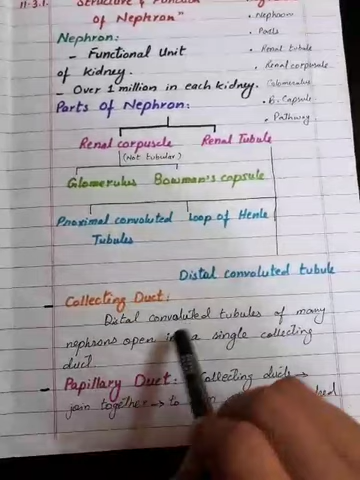 11.3.1. Structure & Function
of Nephron"
Nephron:
- Functional Unit
of kidney.
- Over 1 million in each kidney.
Parts of Nephron:
Renal corpuscle Renal Tubule
(Not tubular)
Glomerulus Bowman's capsule
Proximal convoluted Loop of Henle
Tubules
Distal convoluted tubule
- Collecting Duct:
Distal convoluted tubules of many
nephrons open in a single collecting
duct
- Papillary Duct: Collecting ducts →
join together → to
• Nephron
• Parts
• Renal tubule
• Renal corpuscle
Glomerulus
• B. Capsule
• Pathway